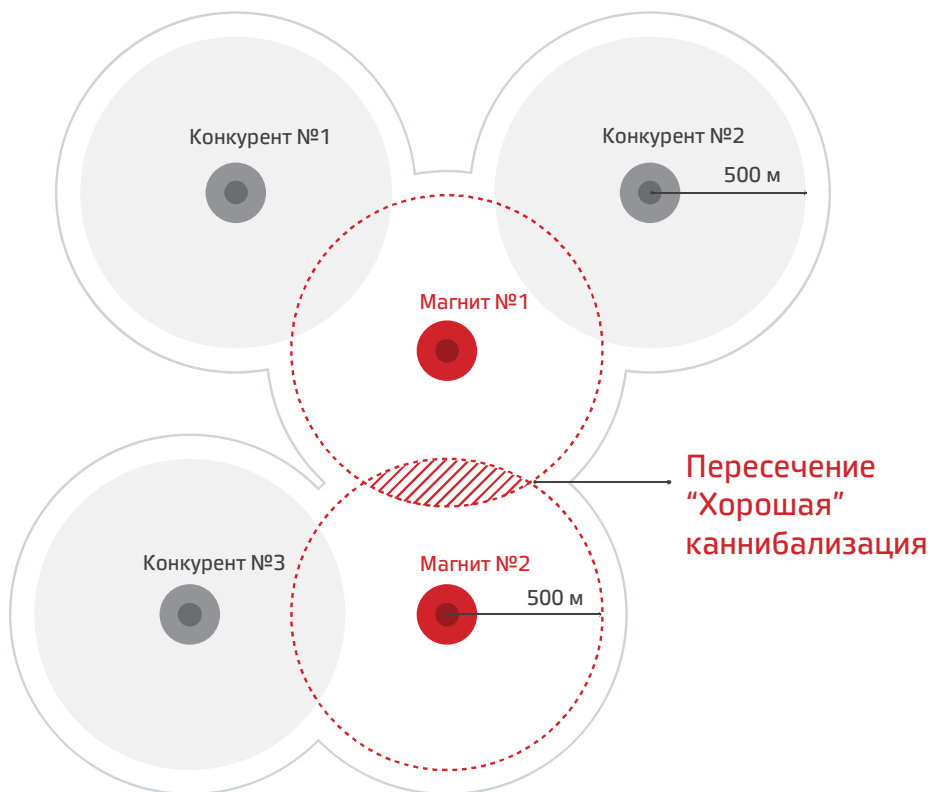 Конкурент №1
Конкурент №2
500 м
Магнит №1
Пересечение
“Хорошая”
каннибализация
Конкурент №3
Магнит №2
500 м